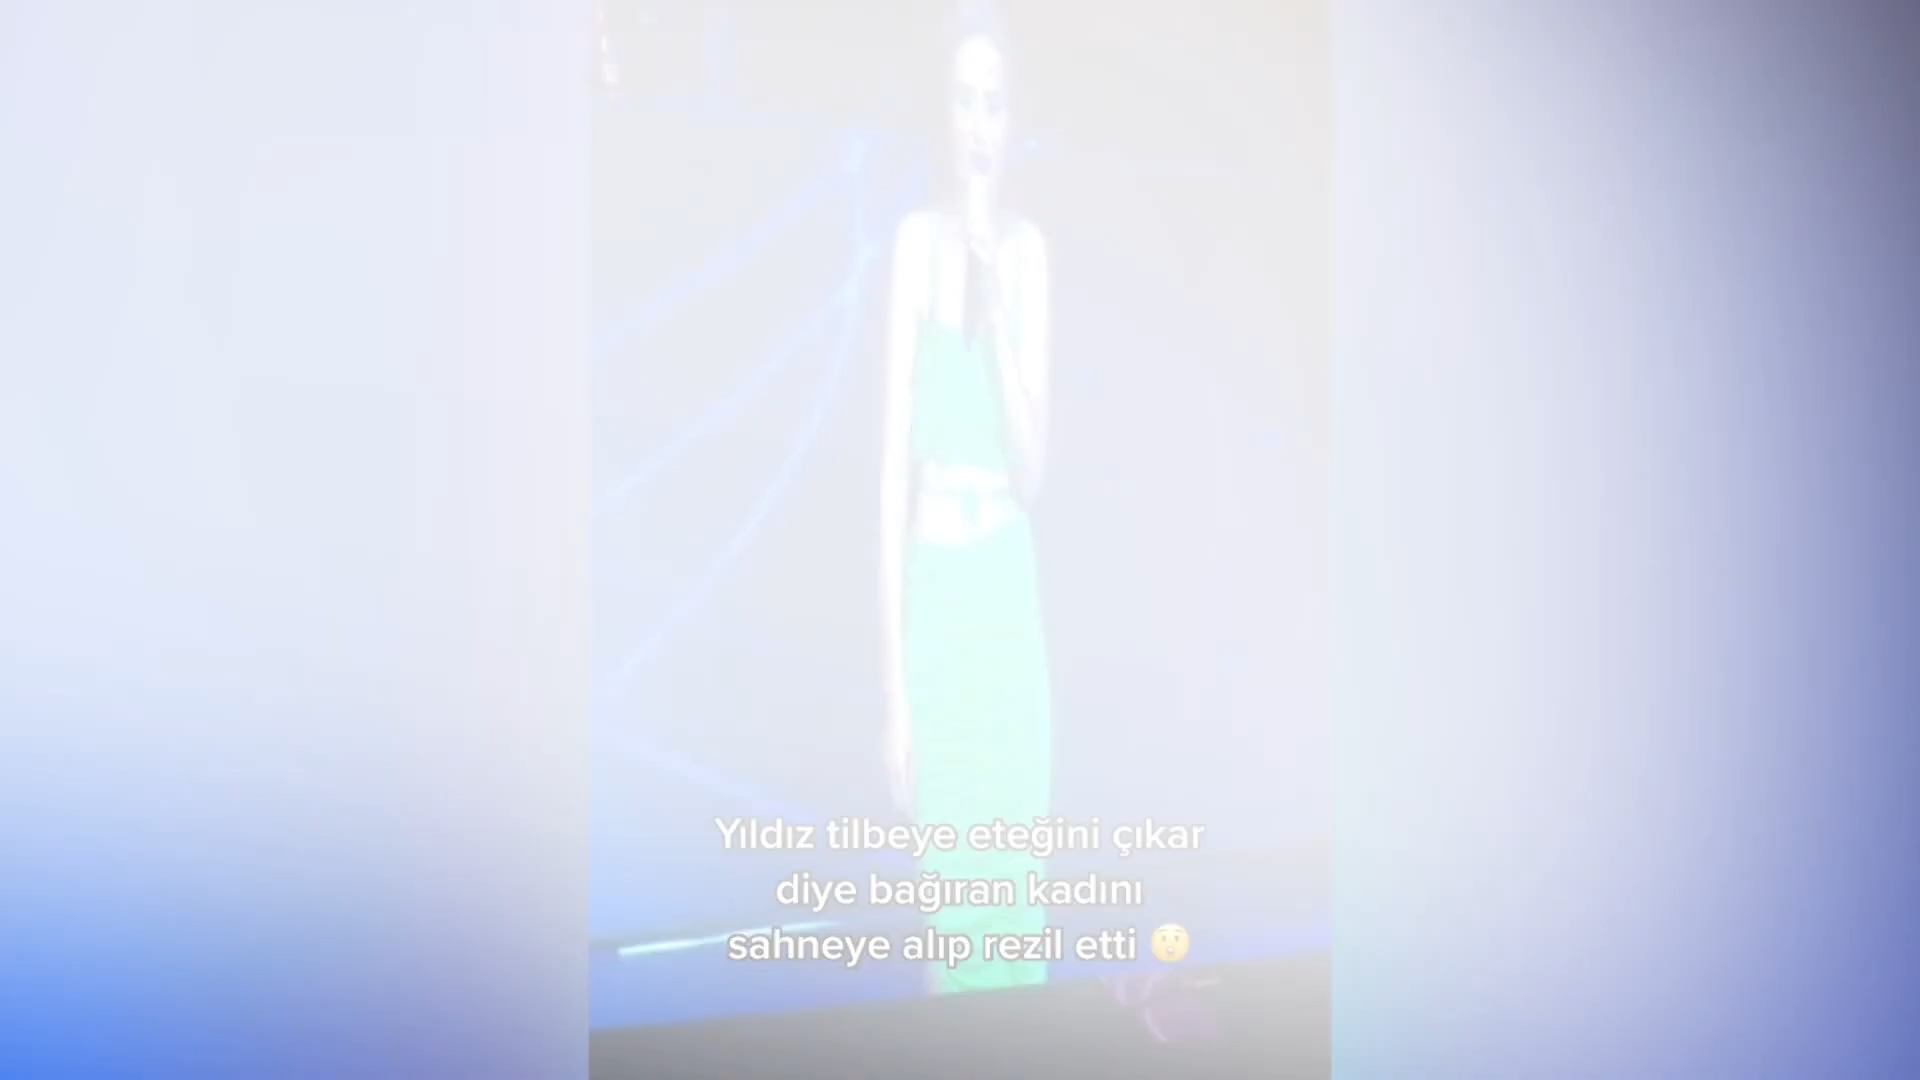 Yıldız tilbeye eteğini çıkar
diye bağıran kadını
sahneye alıp rezil etti 😲